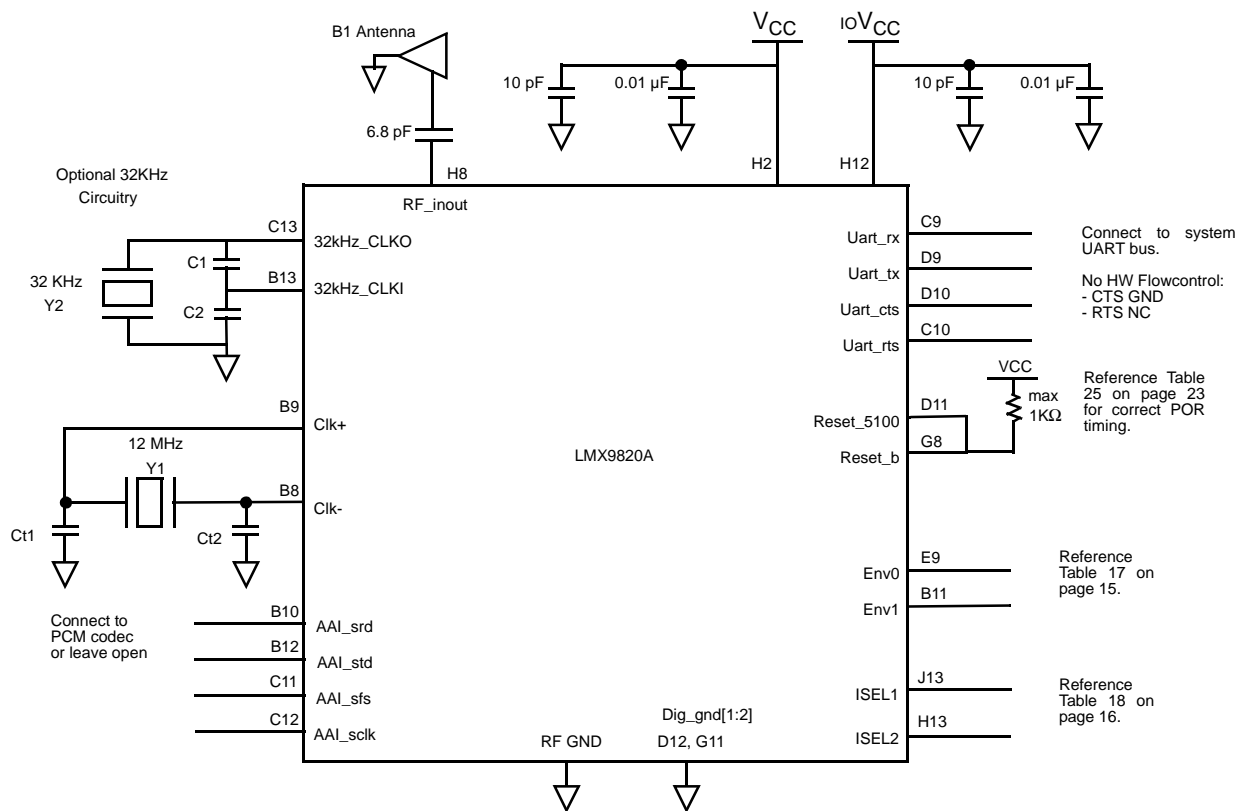 B1 Antenna
VCC
IOVCC
10 pF
0.01 µF
10 pF
0.01 µF
6.8 pF
H8
H2
H12
Optional 32KHz
Circuitry
RF_inout
C13
32kHz_CLKO
C1
B13
32kHz_CLKI
32 KHz
Y2
C2
C9
Uart_rx
D9
Uart_tx
D10
Uart_cts
C10
Uart_rts
Connect to system
UART bus.
No HW Flowcontrol:
- CTS GND
- RTS NC
VCC
max
1KΩ
D11
Reset_5100
G8
Reset_b
Reference Table
25 on page 23
for correct POR
timing.
B9
Clk+
12 MHz
Y1
B8
Clk-
Ct1
Ct2
LMX9820A
E9
Env0
B11
Env1
Reference
Table 17 on
page 15.
Connect to
PCM codec
or leave open
B10
AAI_srd
B12
AAI_std
C11
AAI_sfs
C12
AAI_sclk
J13
ISEL1
H13
ISEL2
Reference
Table 18 on
page 16.
RF GND
Dig_gnd[1:2]
D12, G11